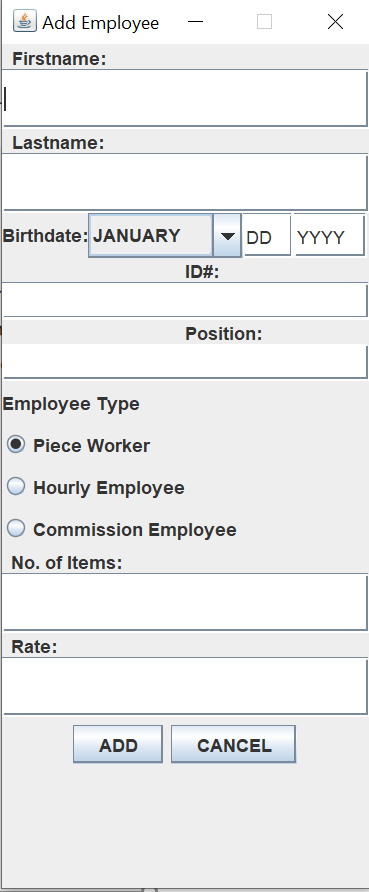 Add Employee
Firstname:
Lastname:
Birthdate: JANUARY DD YYYY
ID#:
Position:
Employee Type
Piece Worker
Hourly Employee
Commission Employee
No. of Items:
Rate:
ADD CANCEL